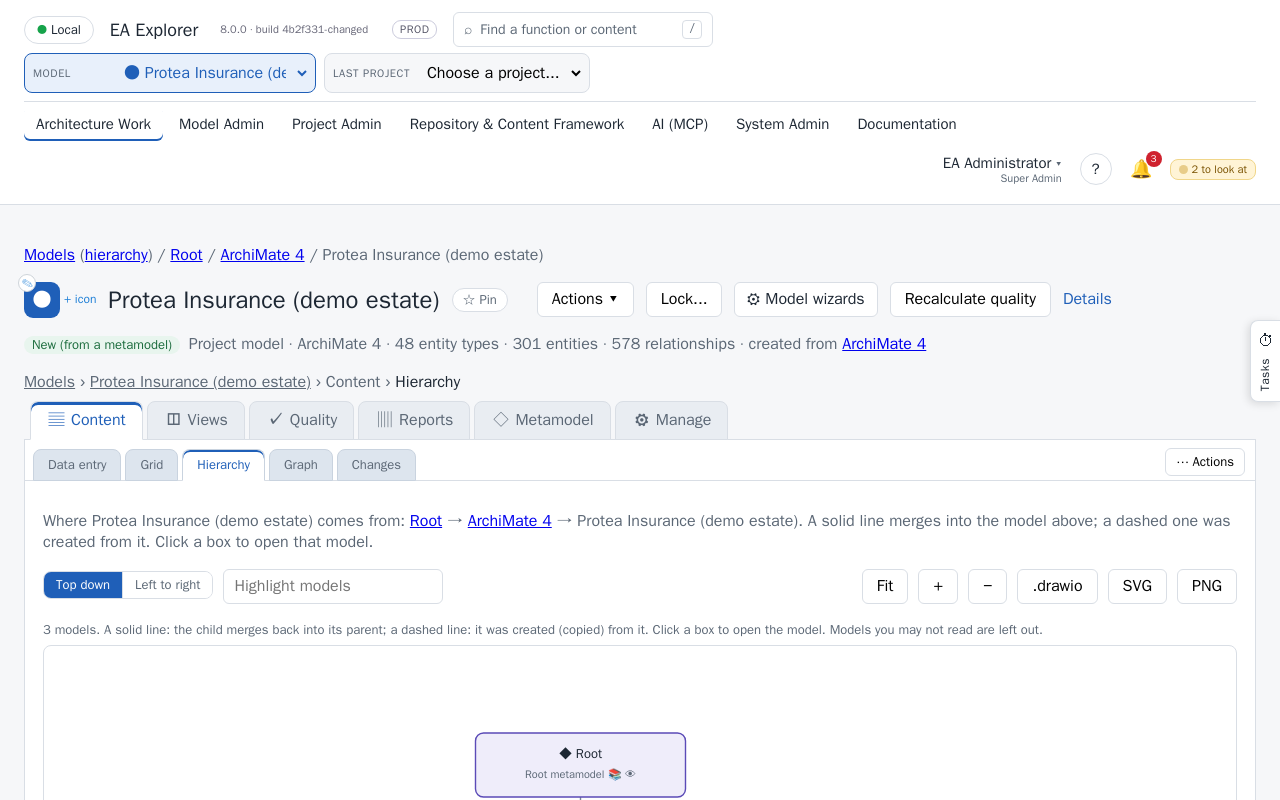 Local EA Explorer 8.0.0 · build 4b2f331-changed PROD Find a function or content /
MODEL Protea Insurance (de LAST PROJECT Choose a project...
Architecture Work Model Admin Project Admin Repository & Content Framework AI (MCP) System Admin Documentation
EA Administrator ▾ ? 3 2 to look at
Super Admin
Models (hierarchy) / Root / ArchiMate 4 / Protea Insurance (demo estate)
+ icon Protea Insurance (demo estate) ☆ Pin Actions ▾ Lock... ⚙ Model wizards Recalculate quality Details
New (from a metamodel) Project model · ArchiMate 4 · 48 entity types · 301 entities · 578 relationships · created from ArchiMate 4
Tasks
Models › Protea Insurance (demo estate) › Content › Hierarchy
Content Views ✓ Quality Reports ◇ Metamodel ⚙ Manage
Data entry Grid Hierarchy Graph Changes ··· Actions
Where Protea Insurance (demo estate) comes from: Root → ArchiMate 4 → Protea Insurance (demo estate). A solid line merges into the model above; a dashed one was
created from it. Click a box to open that model.
Top down Left to right Highlight models Fit + − .drawio SVG PNG
3 models. A solid line: the child merges back into its parent; a dashed line: it was created (copied) from it. Click a box to open the model. Models you may not read are left out.
◆ Root
Root metamodel 📚 👁